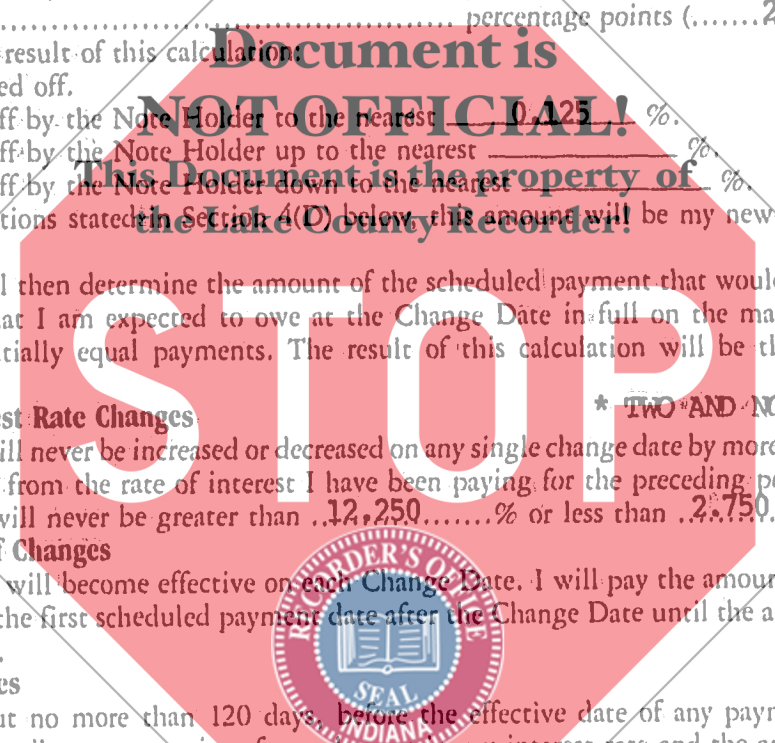 .................................................... percentage points (.......2
result of this calculation:
ed off.
ff by the Note Holder to the nearest 0.125 %.
ff by the Note Holder up to the nearest ____________ %.
ff by the Note Holder down to the nearest ____________ %.
tions stated in Section 4(D) below, this amount will be my new
Document is
NOT OFFICIAL!
This Document is the property of
the Lake County Recorder!
l then determine the amount of the scheduled payment that would
at I am expected to owe at the Change Date in full on the ma
tially equal payments. The result of this calculation will be th
STOP
* TWO AND NO
st Rate Changes
ill never be increased or decreased on any single change date by more
from the rate of interest I have been paying for the preceding pe
will never be greater than ..12.250.......% or less than ..2.750.
f Changes
will become effective on each Change Date. I will pay the amoun
the first scheduled payment date after the Change Date until the a
.
es
ut no more than 120 days, before the effective date of any paym
RECORDER'S OFFICE
SEAL
INDIANA